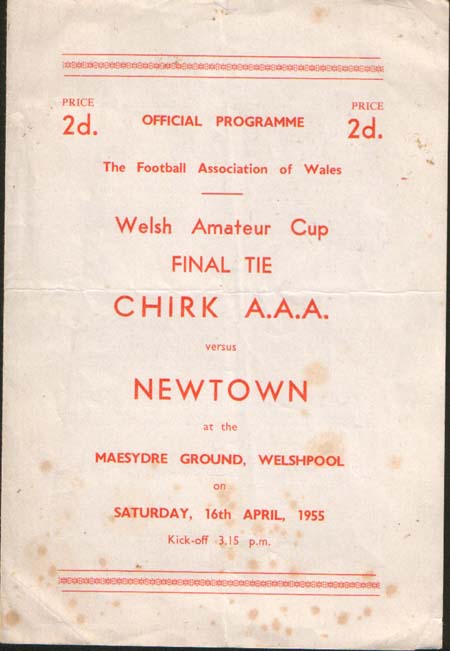 PRICE
2d.
OFFICIAL PROGRAMME
PRICE
2d.
The Football Association of Wales
Welsh Amateur Cup
FINAL TIE
CHIRK A.A.A.
versus
NEWTOWN
at the
MAESYDRE GROUND, WELSHPOOL
on
SATURDAY, 16th APRIL, 1955
Kick-off 3.15 p.m.